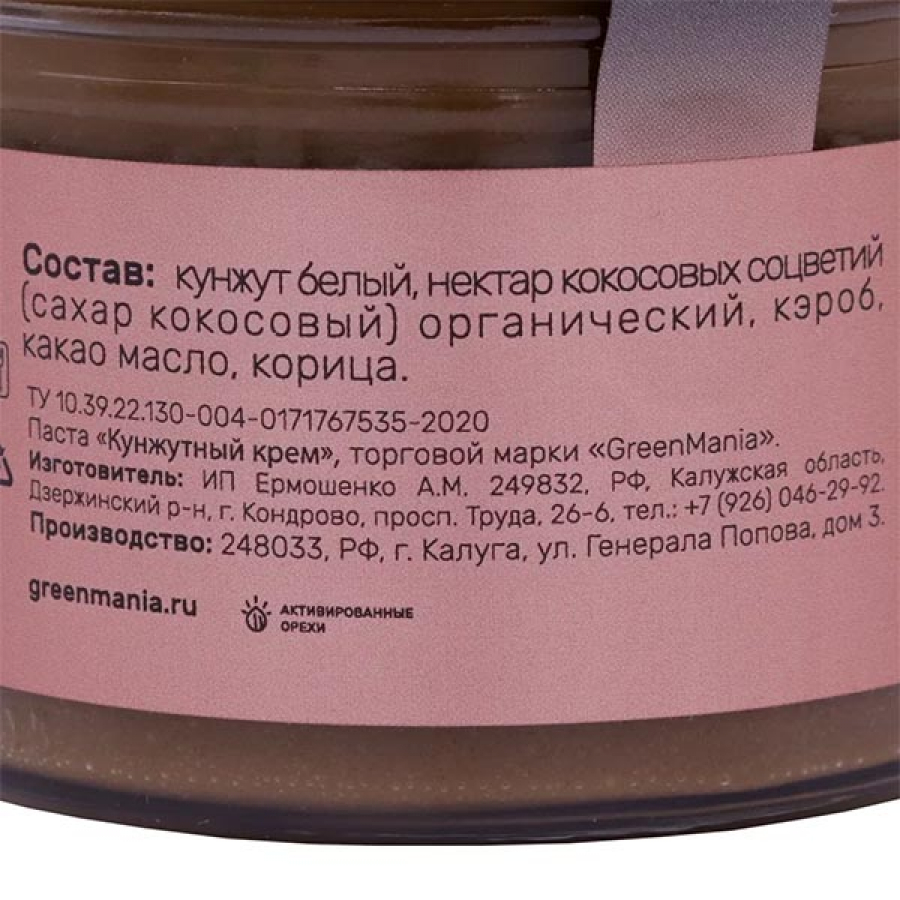 Состав: кунжут белый, нектар кокосовых соцветий
(сахар кокосовый) органический, кэроб,
какао масло, корица.
ТУ 10.39.22.130-004-0171767535-2020
Паста «Кунжутный крем», торговой марки «GreenMania».
Изготовитель: ИП Ермошенко А.М. 249832, РФ, Калужская область,
Дзержинский р-н, г. Кондрово, просп. Труда, 26-6, тел.: +7 (926) 046-29-92.
Производство: 248033, РФ, г. Калуга, ул. Генерала Попова, дом 3.
greenmania.ru
АКТИВИРОВАННЫЕ
ОРЕХИ